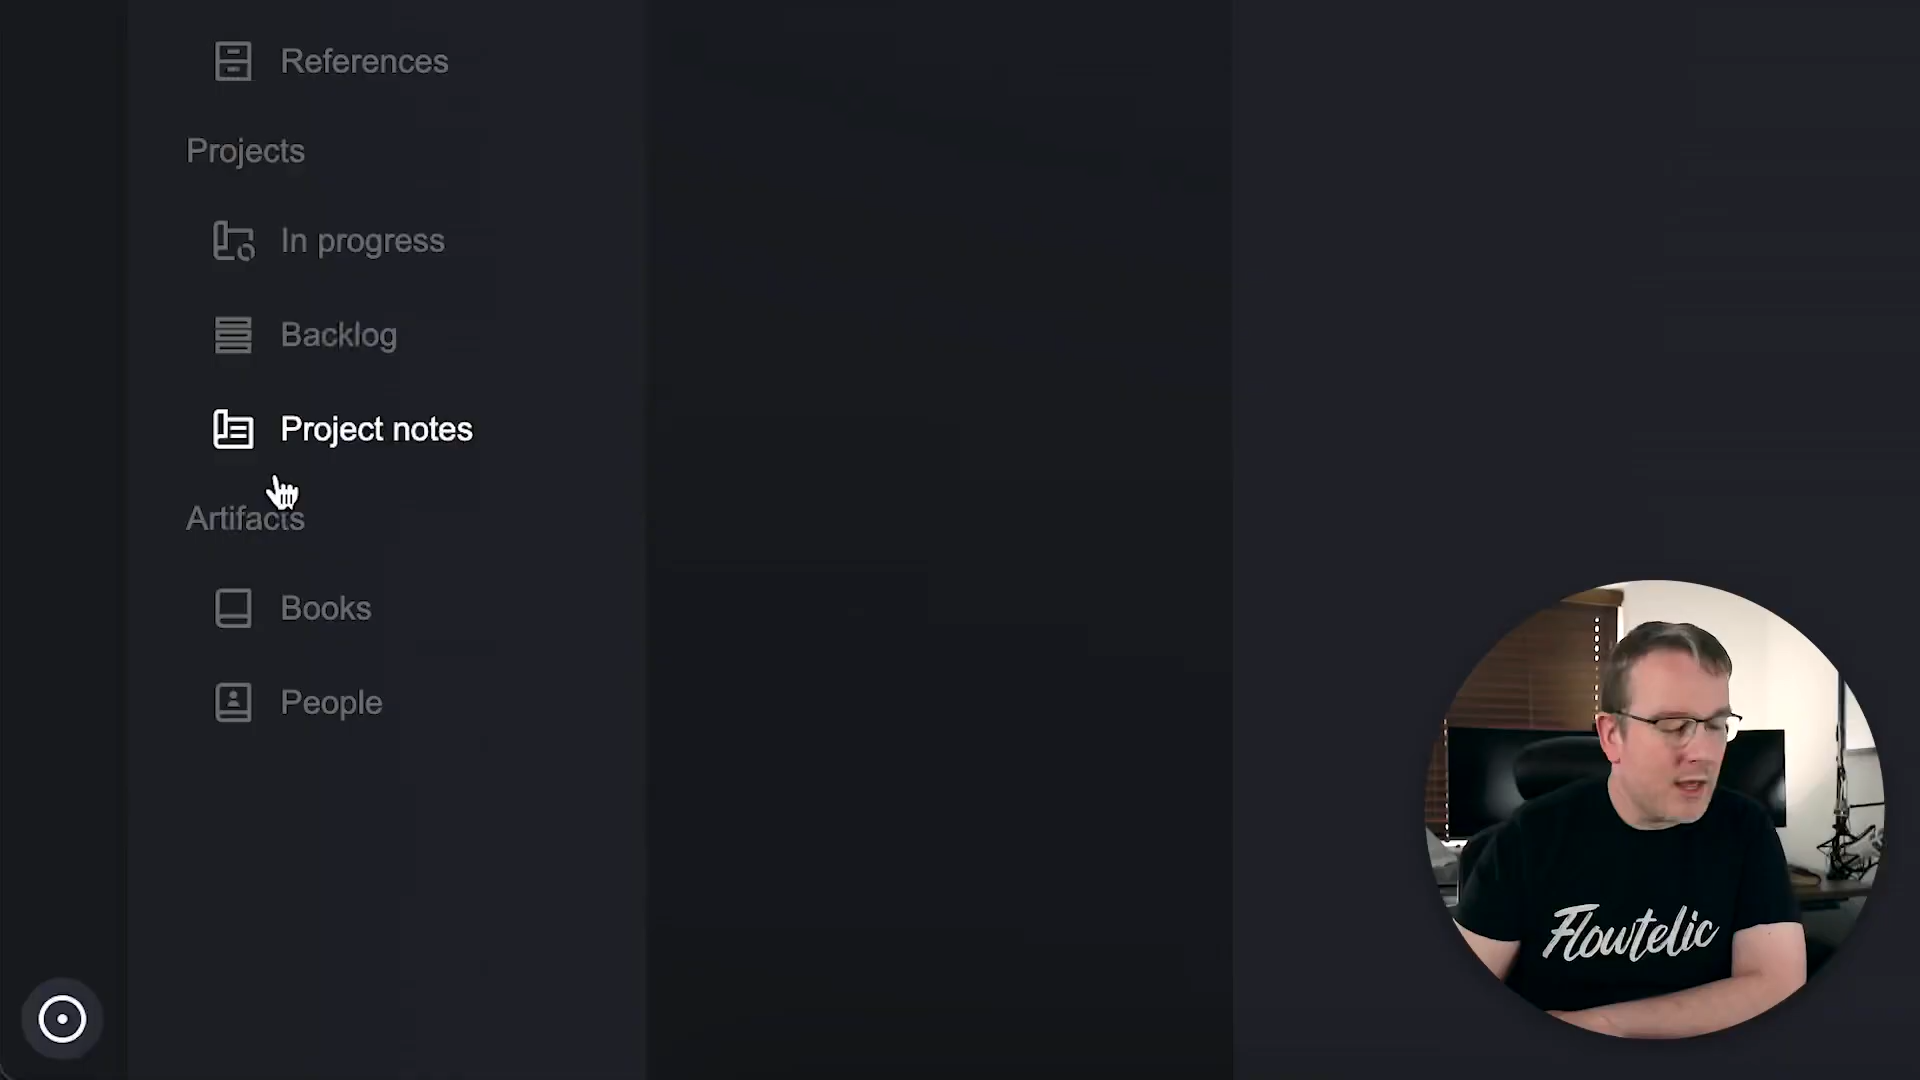 References
Projects
In progress
Backlog
Project notes
Artifacts
Books
People
Flowtelic